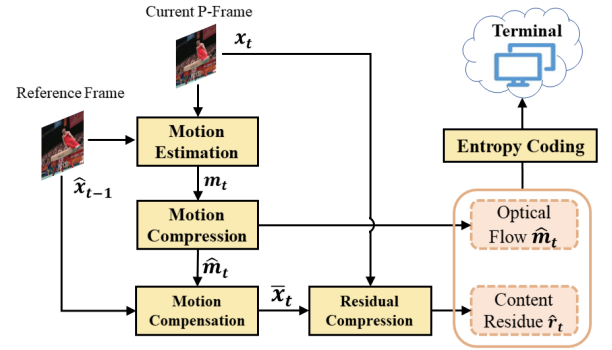 Current P-Frame
x_t
Terminal
Reference Frame
Motion
Estimation
Entropy Coding
x̂_{t−1}
m_t
Motion
Compression
Optical
Flow m̂_t
m̂_t
Motion
Compensation
x̄_t
Residual
Compression
Content
Residue r̂_t